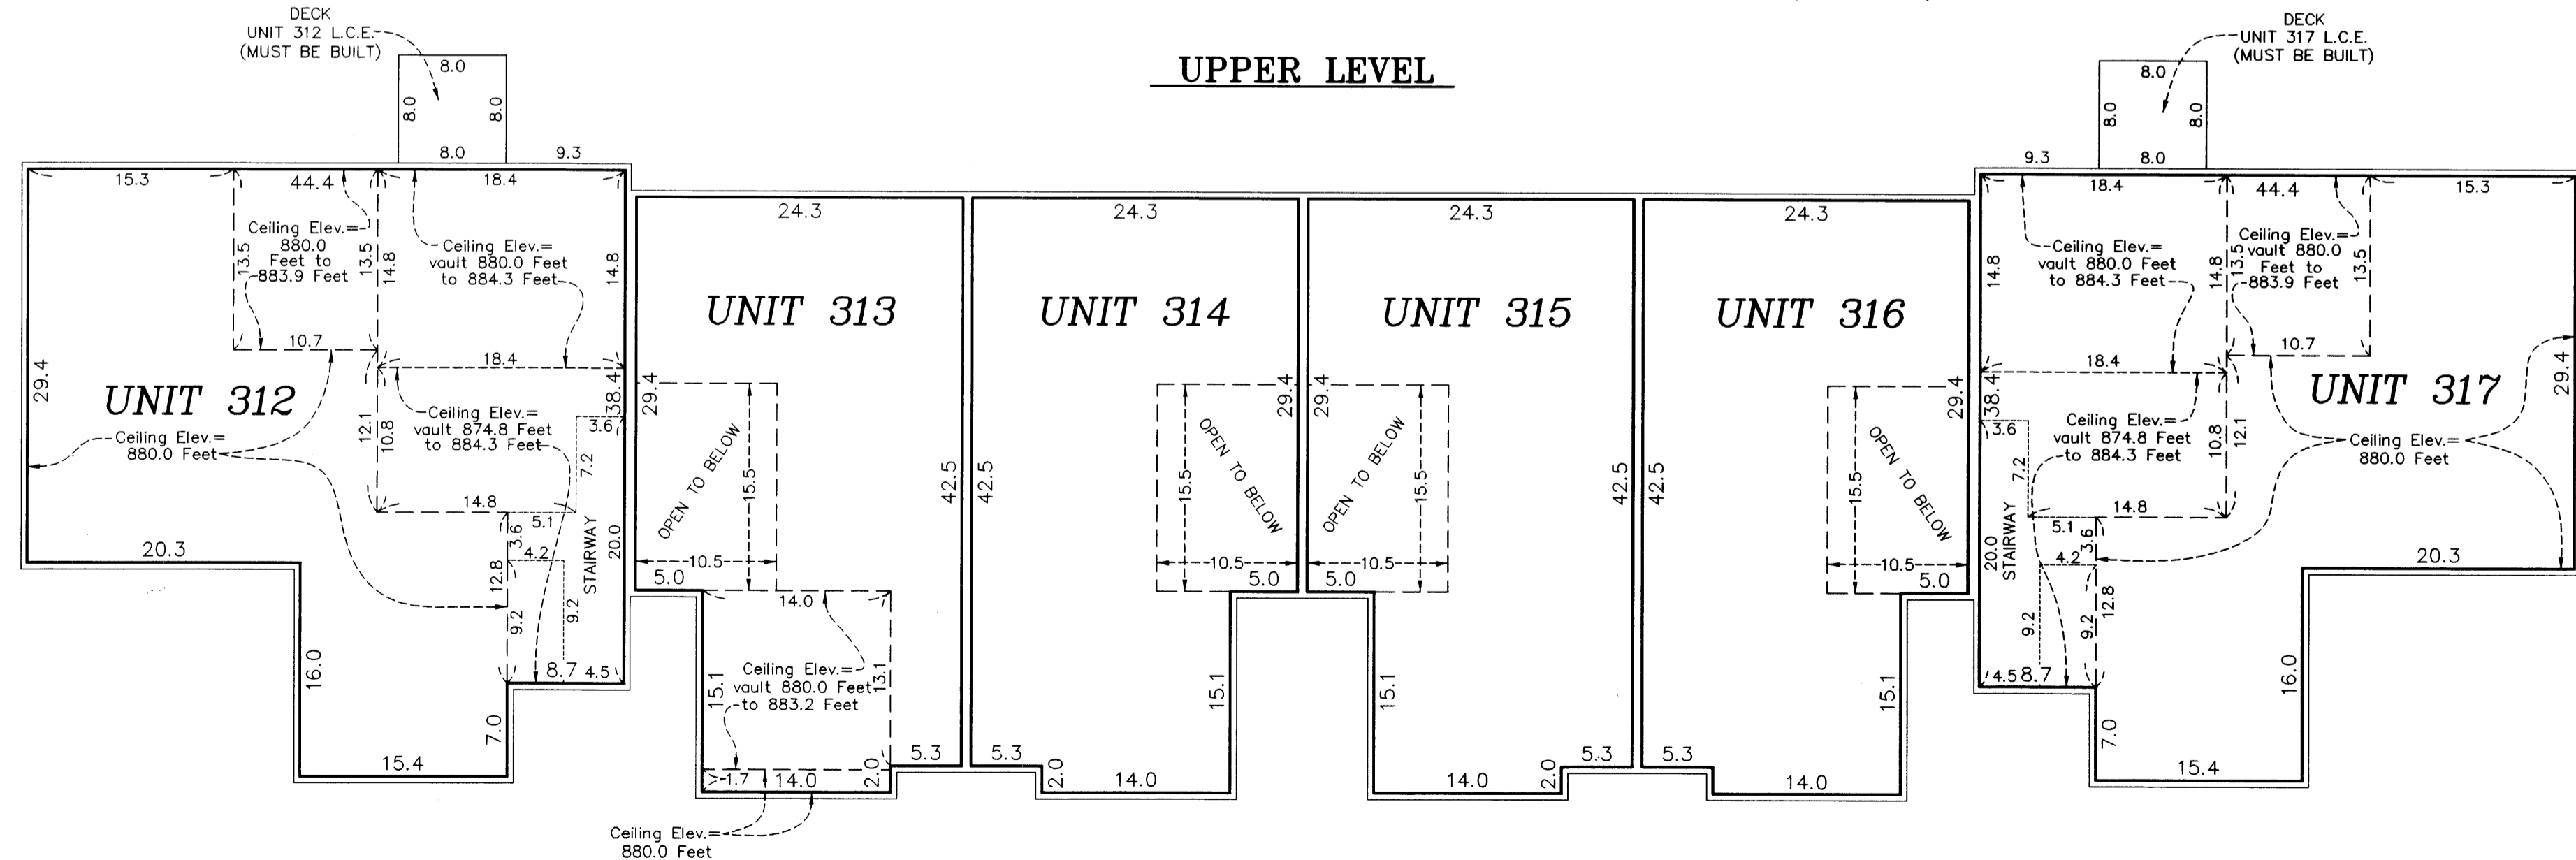 UPPER LEVEL
DECK
UNIT 312 L.C.E.
(MUST BE BUILT)
8.0
8.0
8.0
8.0
9.3
15.3
44.4
18.4
Ceiling Elev.=
880.0
Feet to
883.9 Feet
13.5
13.5
14.8
Ceiling Elev.=
vault 880.0 Feet
to 884.3 Feet
14.8
10.7
18.4
29.4
UNIT 312
38.4
Ceiling Elev.=
880.0 Feet
12.1
10.8
Ceiling Elev.=
vault 874.8 Feet
to 884.3 Feet
3.6
7.2
14.8
5.1
3.6
4.2
STAIRWAY
20.0
20.3
12.8
9.2
9.2
16.0
8.7
4.5
7.0
15.4
24.3
UNIT 313
29.4
OPEN TO BELOW
15.5
42.5
10.5
5.0
14.0
Ceiling Elev.=
vault 880.0 Feet
to 883.2 Feet
15.1
13.1
5.3
1.7
14.0
2.0
Ceiling Elev.=
880.0 Feet
24.3
UNIT 314
29.4
OPEN TO BELOW
15.5
42.5
10.5
5.0
15.1
5.3
2.0
14.0
24.3
UNIT 315
29.4
OPEN TO BELOW
15.5
42.5
10.5
5.0
15.1
5.3
14.0
2.0
24.3
UNIT 316
29.4
OPEN TO BELOW
15.5
42.5
10.5
5.0
15.1
5.3
14.0
DECK
UNIT 317 L.C.E.
(MUST BE BUILT)
8.0
8.0
8.0
9.3
8.0
18.4
44.4
15.3
14.8
Ceiling Elev.=
vault 880.0 Feet
to 884.3 Feet
14.8
13.5
Ceiling Elev.=
vault 880.0
Feet to
883.9 Feet
13.5
10.7
18.4
29.4
UNIT 317
38.4
3.6
Ceiling Elev.=
vault 874.8 Feet
to 884.3 Feet
10.8
12.1
Ceiling Elev.=
880.0 Feet
7.2
14.8
5.1
3.6
4.2
20.0
STAIRWAY
20.3
12.8
9.2
9.2
16.0
4.5
8.7
7.0
15.4